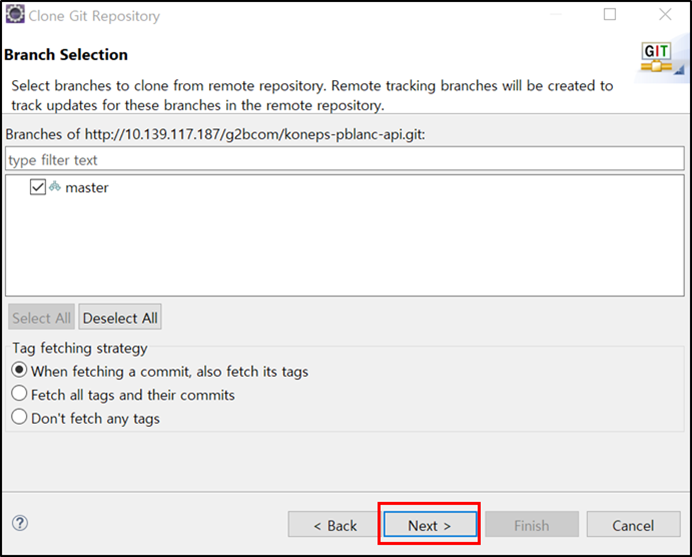 Clone Git Repository
Branch Selection
GIT
Select branches to clone from remote repository. Remote tracking branches will be created to
track updates for these branches in the remote repository.
Branches of http://10.139.117.187/g2bcom/koneps-pblanc-api.git:
type filter text
master
Select All
Deselect All
Tag fetching strategy
When fetching a commit, also fetch its tags
Fetch all tags and their commits
Don't fetch any tags
?
< Back
Next >
Finish
Cancel